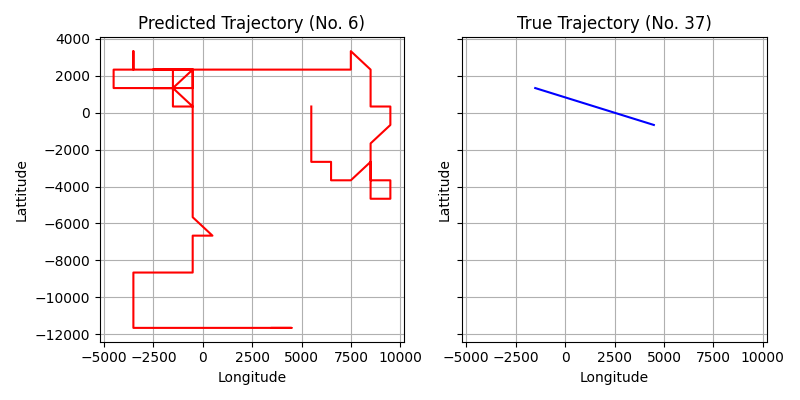 Predicted Trajectory (No. 6)
True Trajectory (No. 37)
Lattitude
4000
2000
0
−2000
−4000
−6000
−8000
−10000
−12000
−5000 −2500 0 2500 5000 7500 10000
Longitude
Lattitude
−5000 −2500 0 2500 5000 7500 10000
Longitude